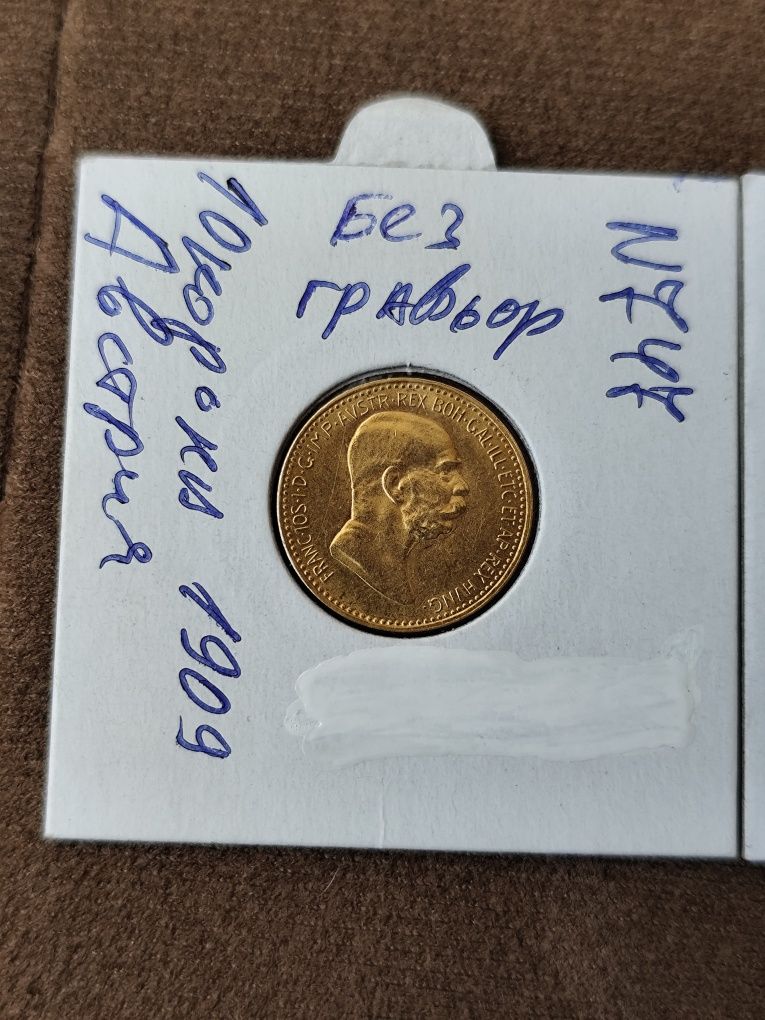 Без
гравьор
N747
10 корони 1909
Австрия
FRANC·IOS·I·D·G·IMP·AVSTR·REX BOH·GAL·ILL·ETC·ET AP·REX HVNG·